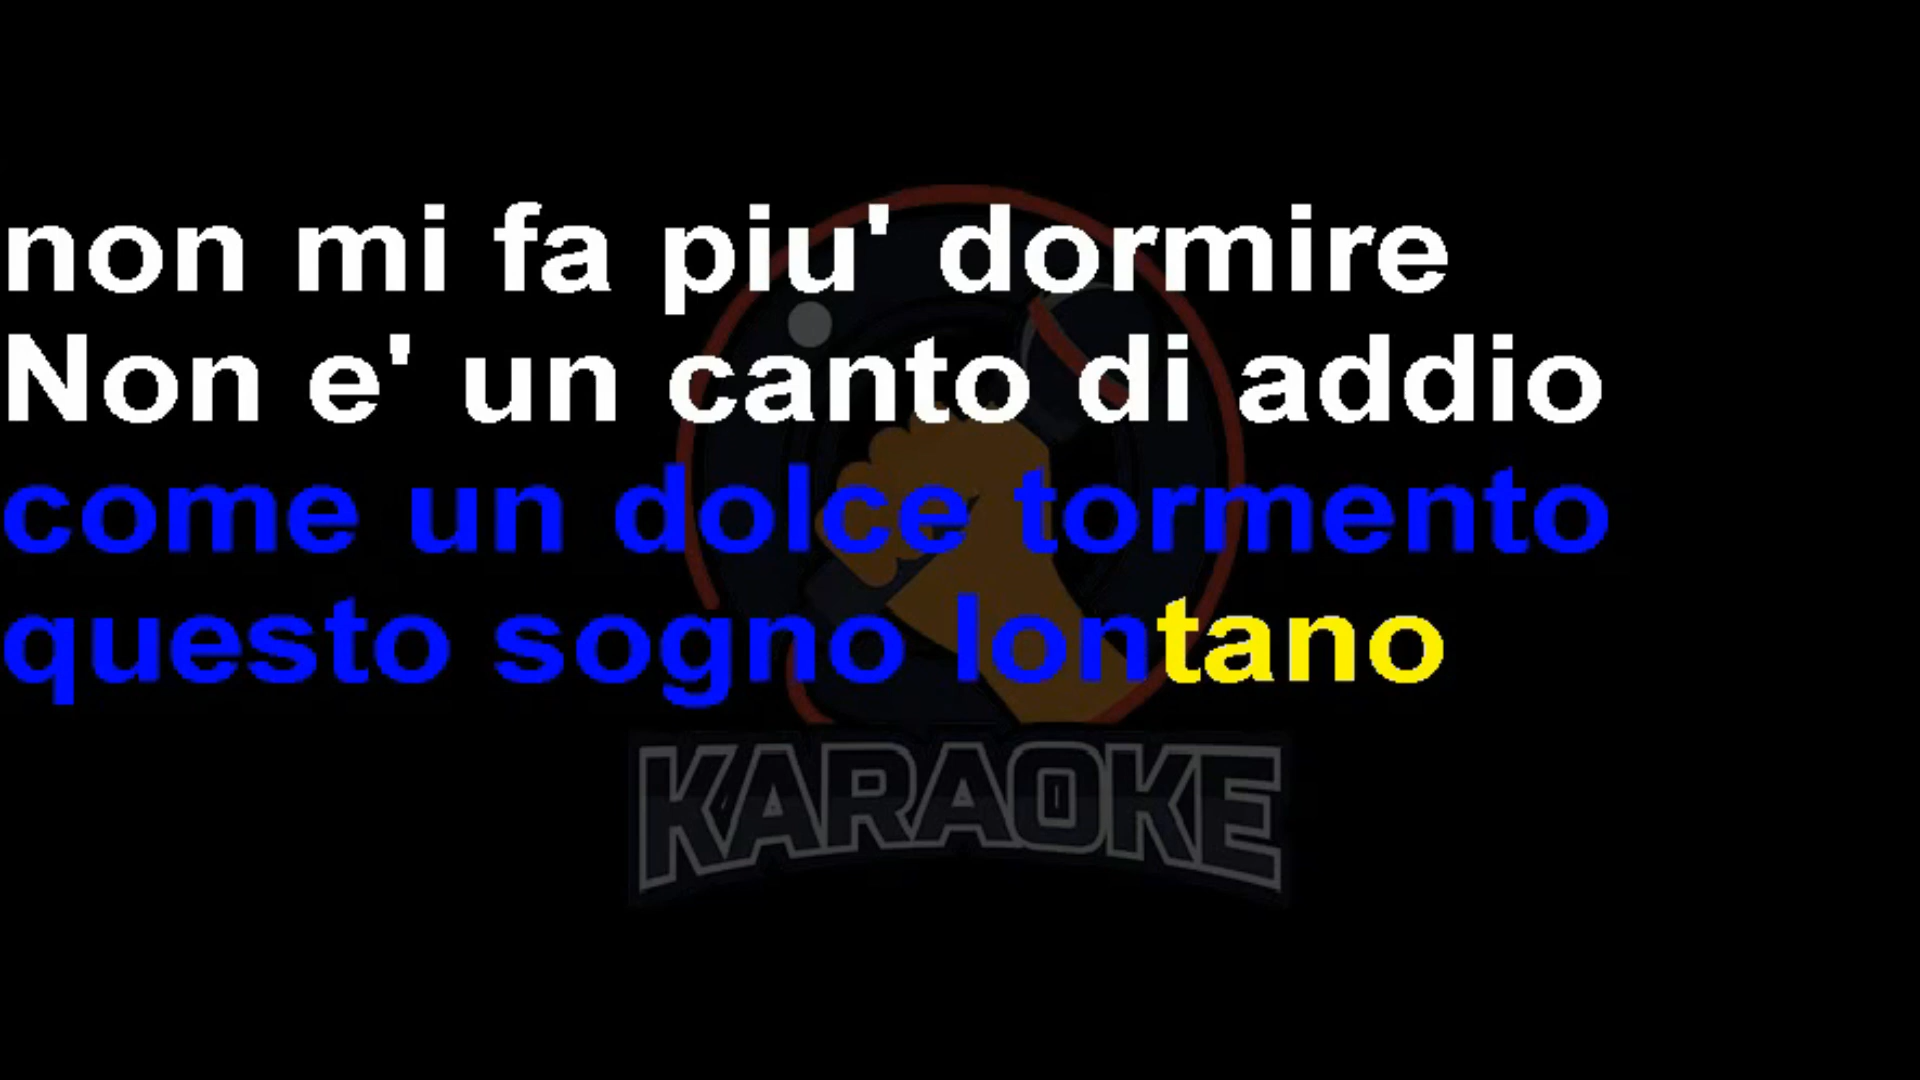 non mi fa piu' dormire
Non e' un canto di addio
come un dolce tormento
questo sogno lontano
KARAOKE